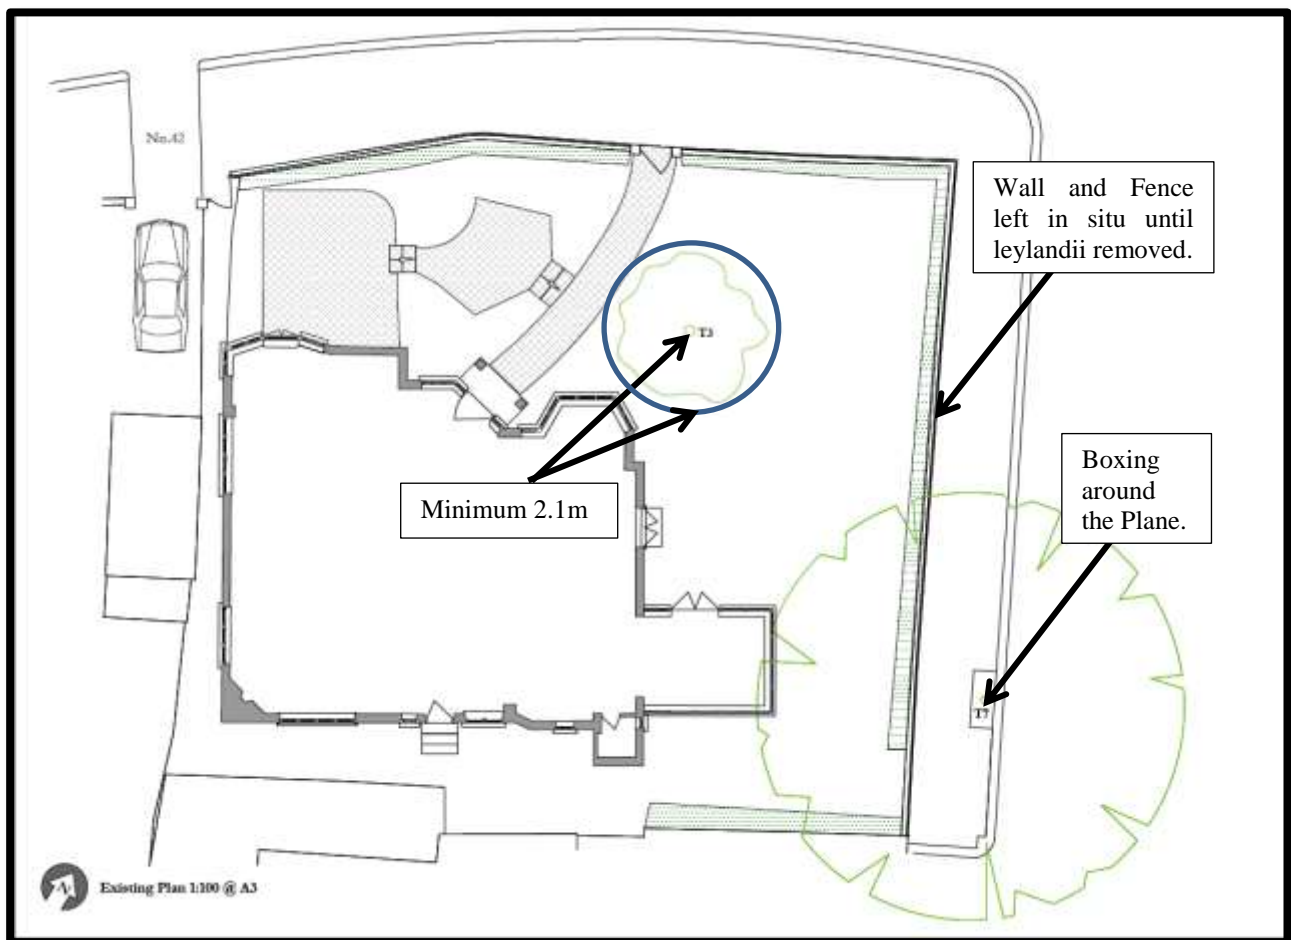 No.42
Wall and Fence
left in situ until
leylandii removed.
T3
Boxing
around
the Plane.
Minimum 2.1m
T7
Existing Plan 1:100 @ A3